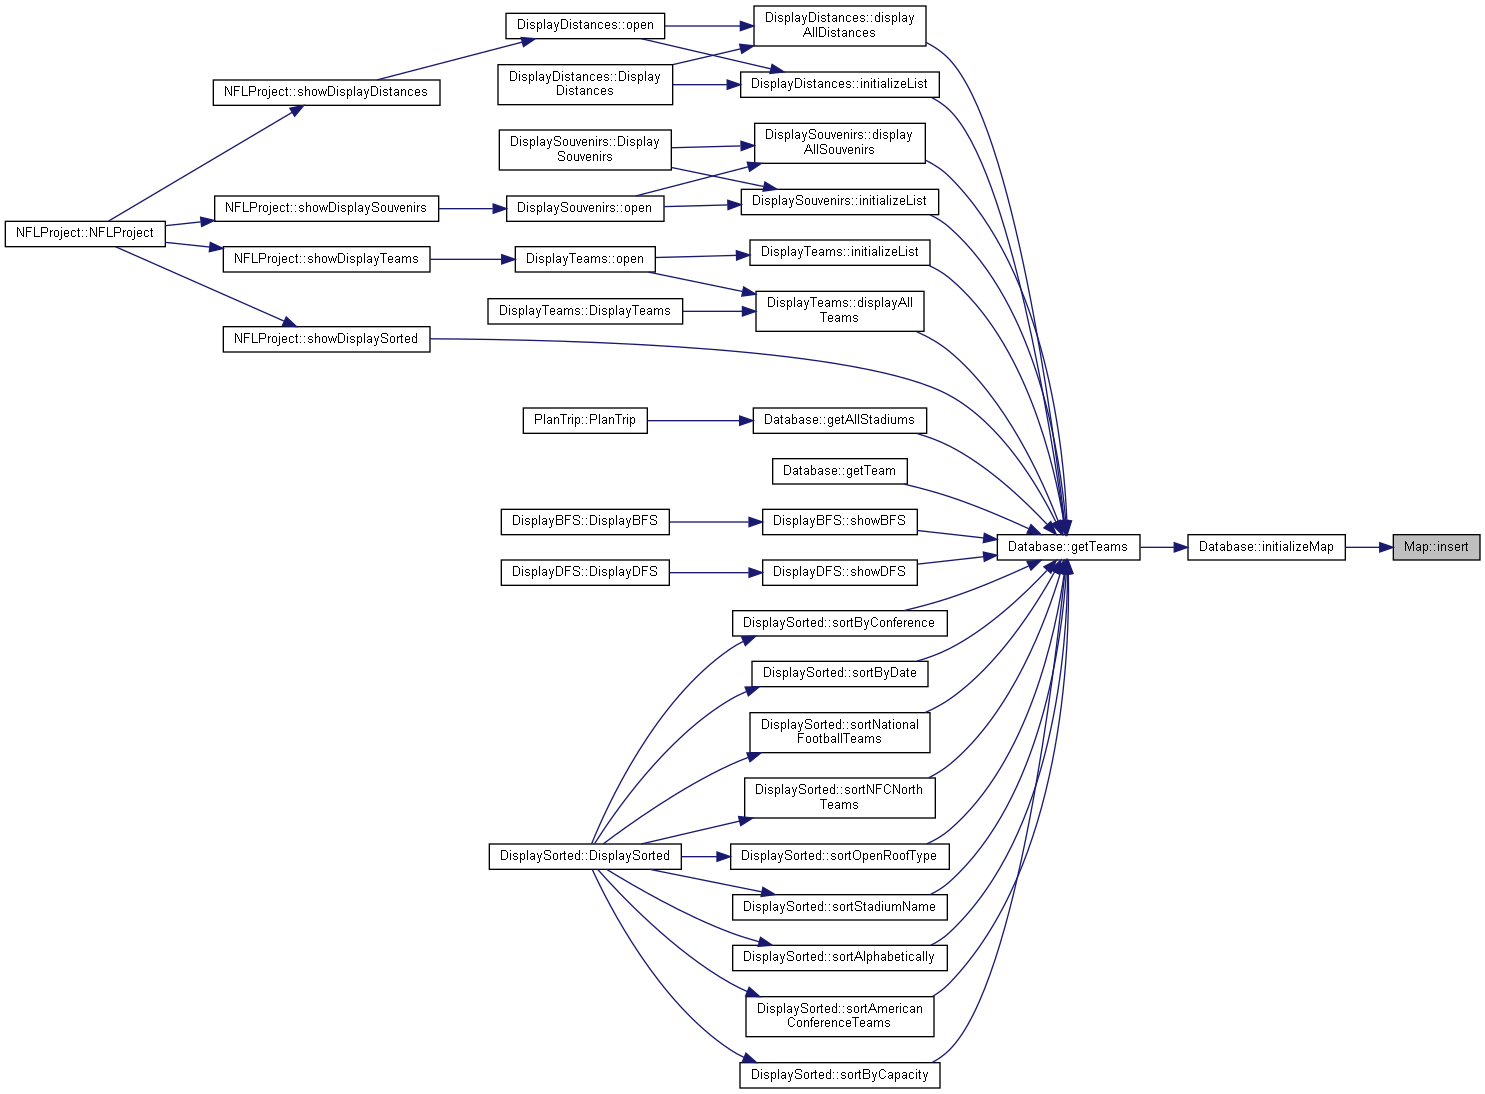 DisplayDistances::open
DisplayDistances::display
AllDistances
DisplayDistances::Display
Distances
DisplayDistances::initializeList
NFLProject::showDisplayDistances
DisplaySouvenirs::Display
Souvenirs
DisplaySouvenirs::display
AllSouvenirs
NFLProject::showDisplaySouvenirs
DisplaySouvenirs::open
DisplaySouvenirs::initializeList
NFLProject::NFLProject
NFLProject::showDisplayTeams
DisplayTeams::open
DisplayTeams::initializeList
DisplayTeams::DisplayTeams
DisplayTeams::displayAll
Teams
NFLProject::showDisplaySorted
PlanTrip::PlanTrip
Database::getAllStadiums
Database::getTeam
DisplayBFS::DisplayBFS
DisplayBFS::showBFS
Database::getTeams
Database::initializeMap
Map::insert
DisplayDFS::DisplayDFS
DisplayDFS::showDFS
DisplaySorted::sortByConference
DisplaySorted::sortByDate
DisplaySorted::sortNational
FootballTeams
DisplaySorted::sortNFCNorth
Teams
DisplaySorted::DisplaySorted
DisplaySorted::sortOpenRoofType
DisplaySorted::sortStadiumName
DisplaySorted::sortAlphabetically
DisplaySorted::sortAmerican
ConferenceTeams
DisplaySorted::sortByCapacity